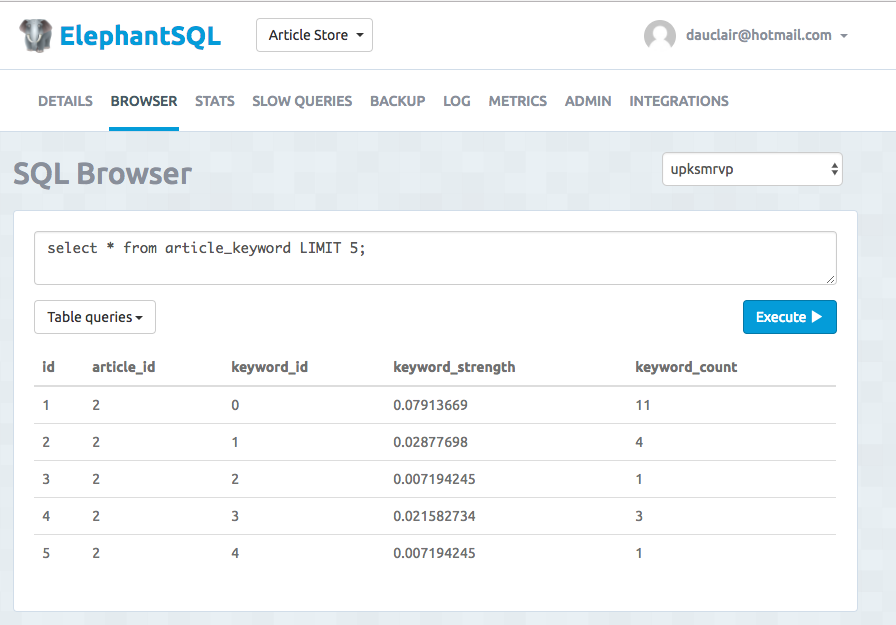 ElephantSQL Article Store dauclair@hotmail.com
DETAILS BROWSER STATS SLOW QUERIES BACKUP LOG METRICS ADMIN INTEGRATIONS
SQL Browser upksmrvp
select * from article_keyword LIMIT 5;
Table queries Execute
id article_id keyword_id keyword_strength keyword_count
1 2 0 0.07913669 11
2 2 1 0.02877698 4
3 2 2 0.007194245 1
4 2 3 0.021582734 3
5 2 4 0.007194245 1